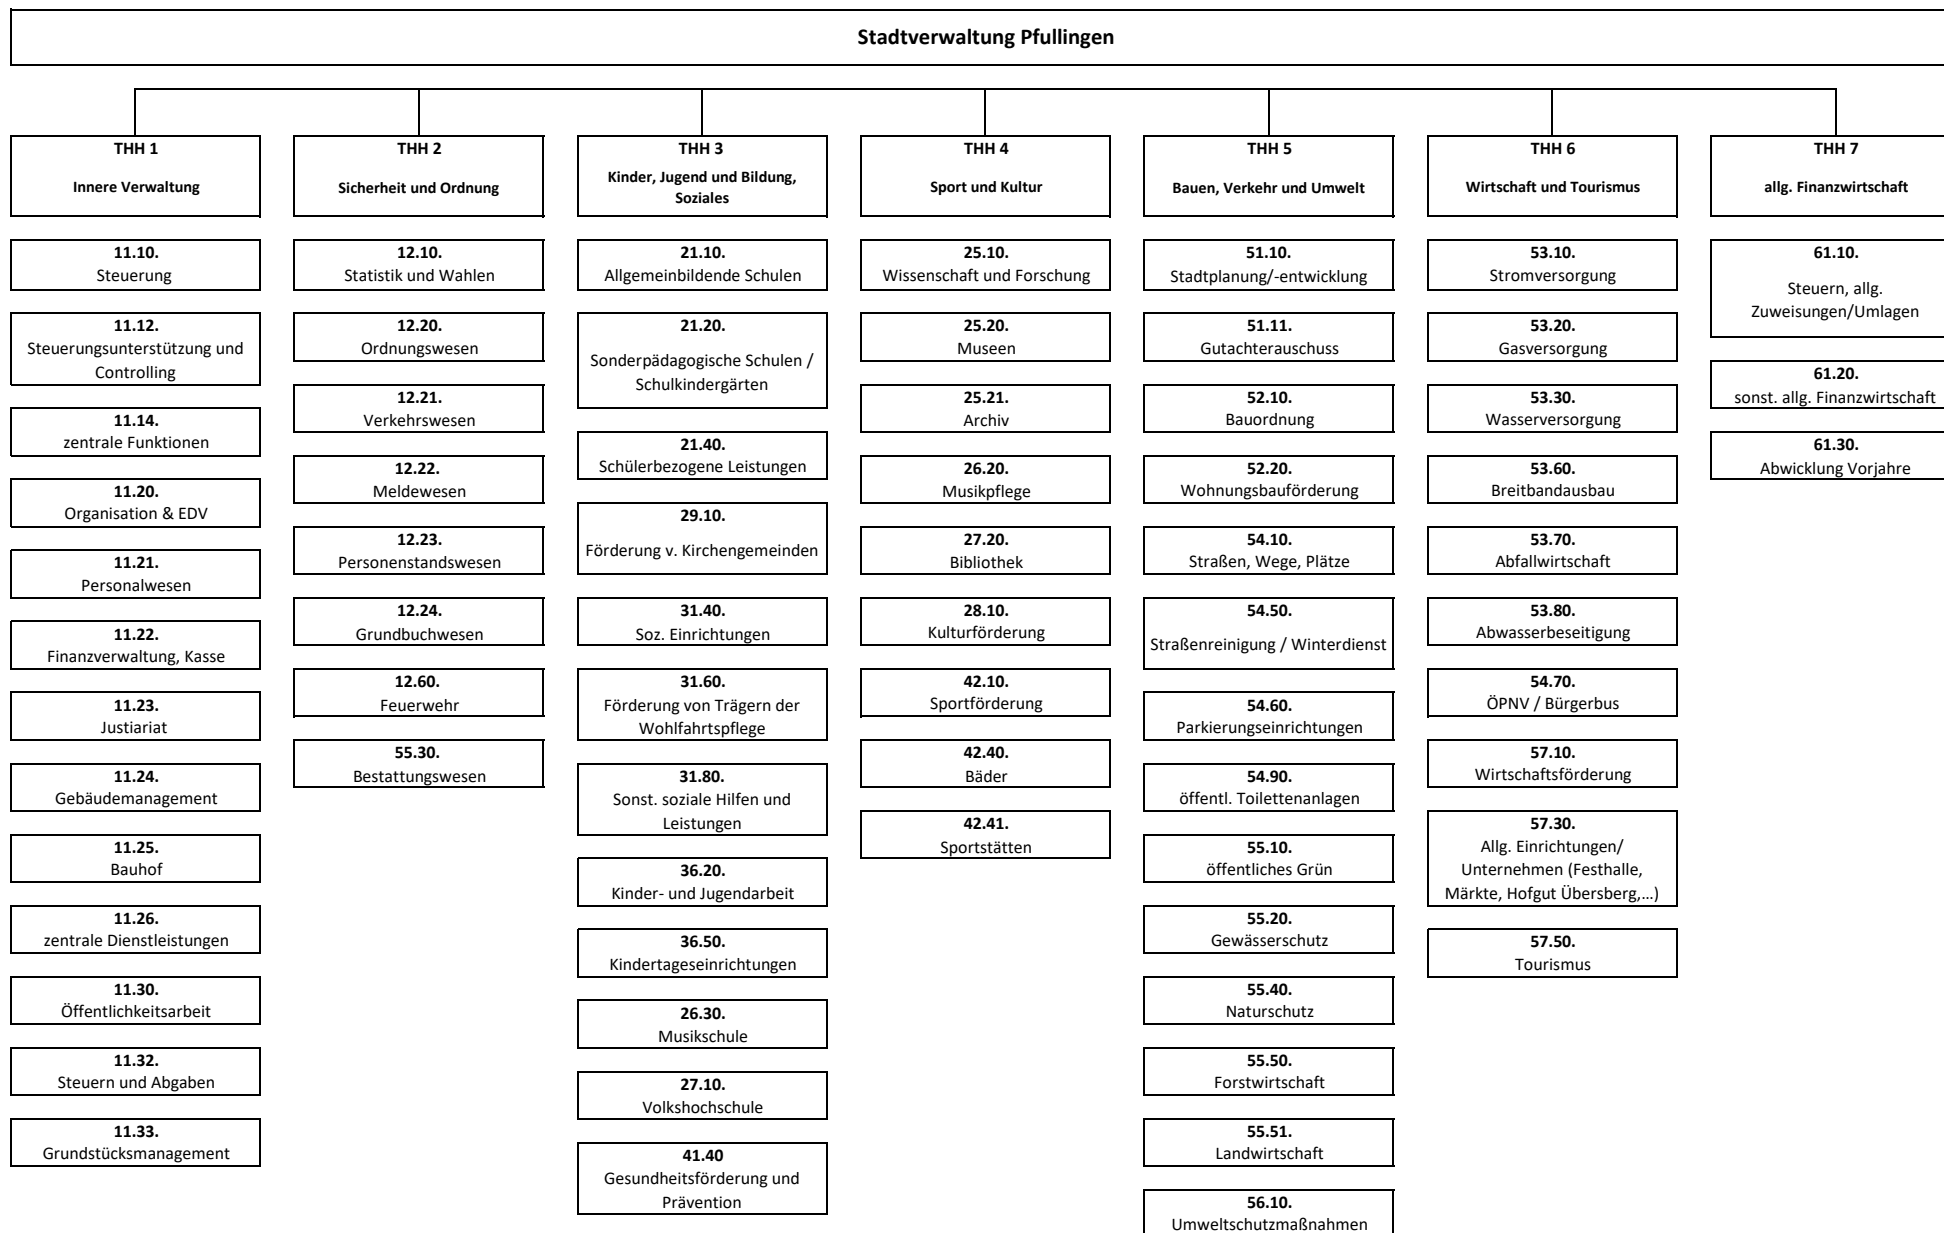 Stadtverwaltung Pfullingen
THH 1
Innere Verwaltung
11.10.
Steuerung
11.12.
Steuerungsunterstützung und
Controlling
11.14.
zentrale Funktionen
11.20.
Organisation & EDV
11.21.
Personalwesen
11.22.
Finanzverwaltung, Kasse
11.23.
Justiariat
11.24.
Gebäudemanagement
11.25.
Bauhof
11.26.
zentrale Dienstleistungen
11.30.
Öffentlichkeitsarbeit
11.32.
Steuern und Abgaben
11.33.
Grundstücksmanagement
THH 2
Sicherheit und Ordnung
12.10.
Statistik und Wahlen
12.20.
Ordnungswesen
12.21.
Verkehrswesen
12.22.
Meldewesen
12.23.
Personenstandswesen
12.24.
Grundbuchwesen
12.60.
Feuerwehr
55.30.
Bestattungswesen
THH 3
Kinder, Jugend und Bildung,
Soziales
21.10.
Allgemeinbildende Schulen
21.20.
Sonderpädagogische Schulen /
Schulkindergärten
21.40.
Schülerbezogene Leistungen
29.10.
Förderung v. Kirchengemeinden
31.40.
Soz. Einrichtungen
31.60.
Förderung von Trägern der
Wohlfahrtspflege
31.80.
Sonst. soziale Hilfen und
Leistungen
36.20.
Kinder- und Jugendarbeit
36.50.
Kindertageseinrichtungen
26.30.
Musikschule
27.10.
Volkshochschule
41.40
Gesundheitsförderung und
Prävention
THH 4
Sport und Kultur
25.10.
Wissenschaft und Forschung
25.20.
Museen
25.21.
Archiv
26.20.
Musikpflege
27.20.
Bibliothek
28.10.
Kulturförderung
42.10.
Sportförderung
42.40.
Bäder
42.41.
Sportstätten
THH 5
Bauen, Verkehr und Umwelt
51.10.
Stadtplanung/-entwicklung
51.11.
Gutachterauschuss
52.10.
Bauordnung
52.20.
Wohnungsbauförderung
54.10.
Straßen, Wege, Plätze
54.50.
Straßenreinigung / Winterdienst
54.60.
Parkierungseinrichtungen
54.90.
öffentl. Toilettenanlagen
55.10.
öffentliches Grün
55.20.
Gewässerschutz
55.40.
Naturschutz
55.50.
Forstwirtschaft
55.51.
Landwirtschaft
56.10.
Umweltschutzmaßnahmen
THH 6
Wirtschaft und Tourismus
53.10.
Stromversorgung
53.20.
Gasversorgung
53.30.
Wasserversorgung
53.60.
Breitbandausbau
53.70.
Abfallwirtschaft
53.80.
Abwasserbeseitigung
54.70.
ÖPNV / Bürgerbus
57.10.
Wirtschaftsförderung
57.30.
Allg. Einrichtungen/
Unternehmen (Festhalle,
Märkte, Hofgut Übersberg,…)
57.50.
Tourismus
THH 7
allg. Finanzwirtschaft
61.10.
Steuern, allg.
Zuweisungen/Umlagen
61.20.
sonst. allg. Finanzwirtschaft
61.30.
Abwicklung Vorjahre